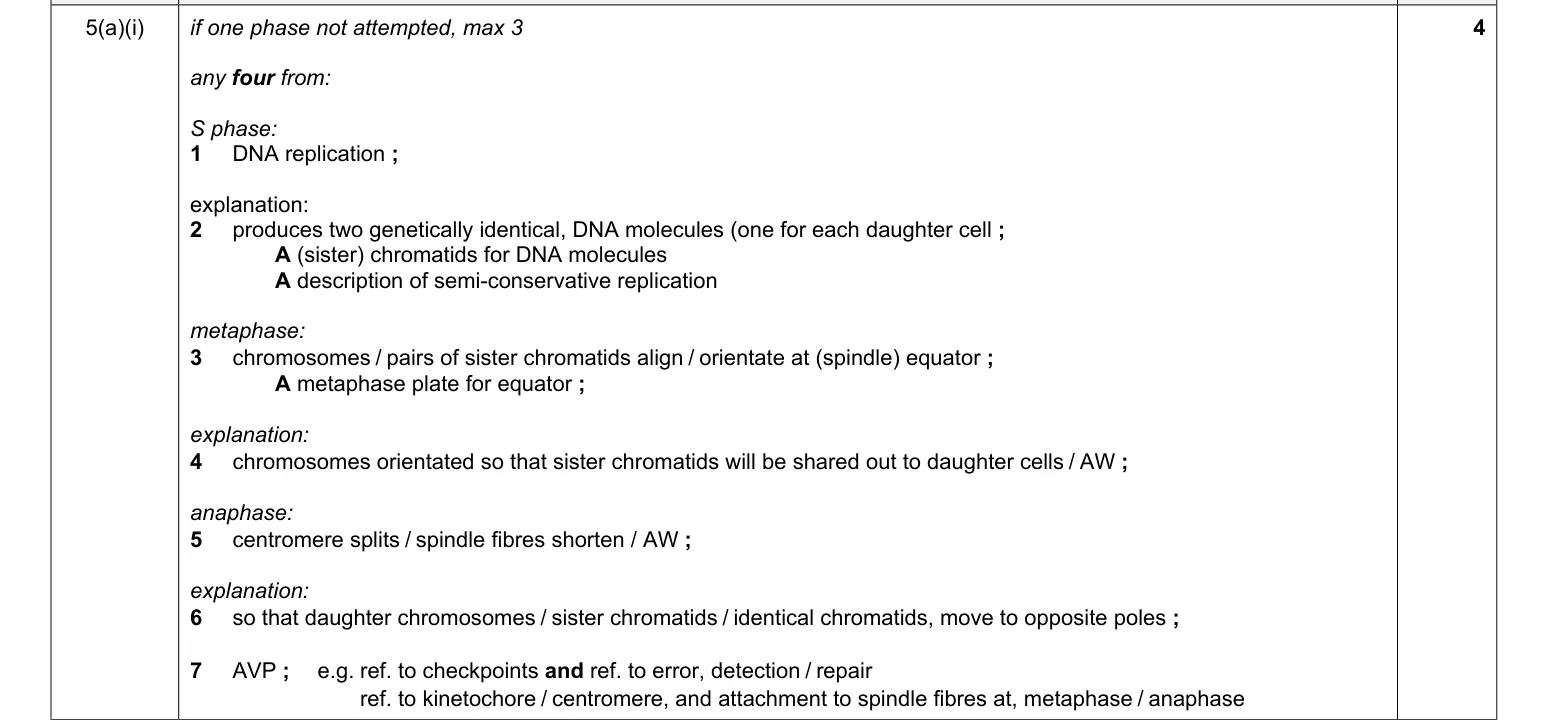 5(a)(i) if one phase not attempted, max 3 4
any four from:
S phase:
1 DNA replication ;
explanation:
2 produces two genetically identical, DNA molecules (one for each daughter cell ;
A (sister) chromatids for DNA molecules
A description of semi-conservative replication
metaphase:
3 chromosomes / pairs of sister chromatids align / orientate at (spindle) equator ;
A metaphase plate for equator ;
explanation:
4 chromosomes orientated so that sister chromatids will be shared out to daughter cells / AW ;
anaphase:
5 centromere splits / spindle fibres shorten / AW ;
explanation:
6 so that daughter chromosomes / sister chromatids / identical chromatids, move to opposite poles ;
7 AVP ; e.g. ref. to checkpoints and ref. to error, detection / repair
ref. to kinetochore / centromere, and attachment to spindle fibres at, metaphase / anaphase